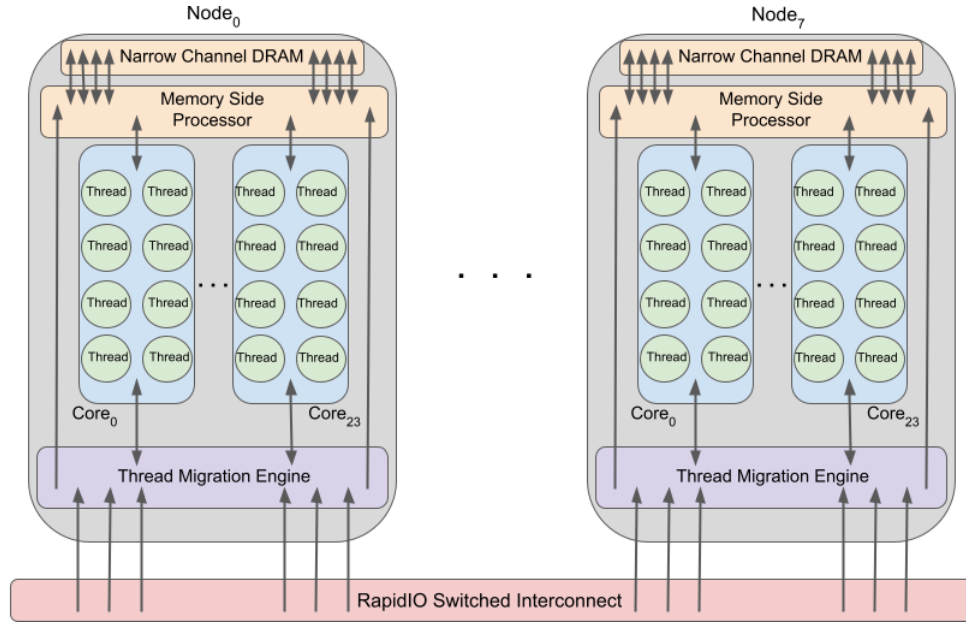 Node0
Node7
Narrow Channel DRAM
Narrow Channel DRAM
Memory Side
Processor
Memory Side
Processor
Thread Thread Thread Thread
Thread Thread Thread Thread
Thread Thread Thread Thread
Thread Thread Thread Thread
Thread Thread Thread Thread
Thread Thread Thread Thread
Thread Thread Thread Thread
Thread Thread Thread Thread
. . .
. . .
. . .
Core0
Core23
Core0
Core23
Thread Migration Engine
Thread Migration Engine
RapidIO Switched Interconnect